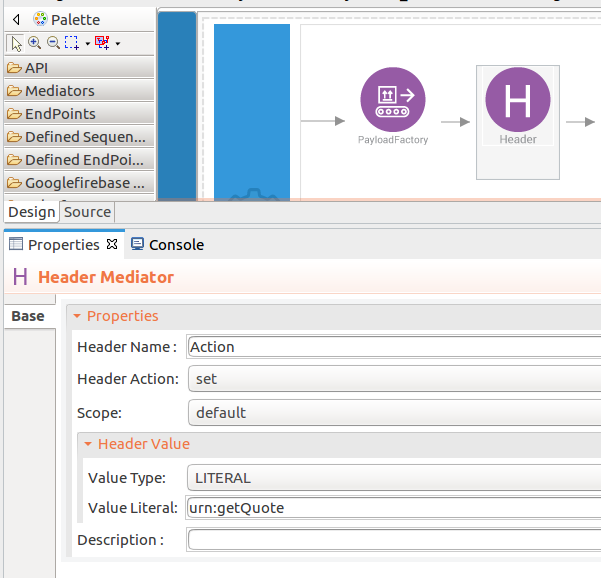 Palette
API
Mediators
EndPoints
Defined Sequen...
Defined EndPoi...
Googlefirebase ...
PayloadFactory
H
Header
Design Source
Properties Console
H Header Mediator
Base
Properties
Header Name : Action
Header Action: set
Scope: default
Header Value
Value Type: LITERAL
Value Literal: urn:getQuote
Description :